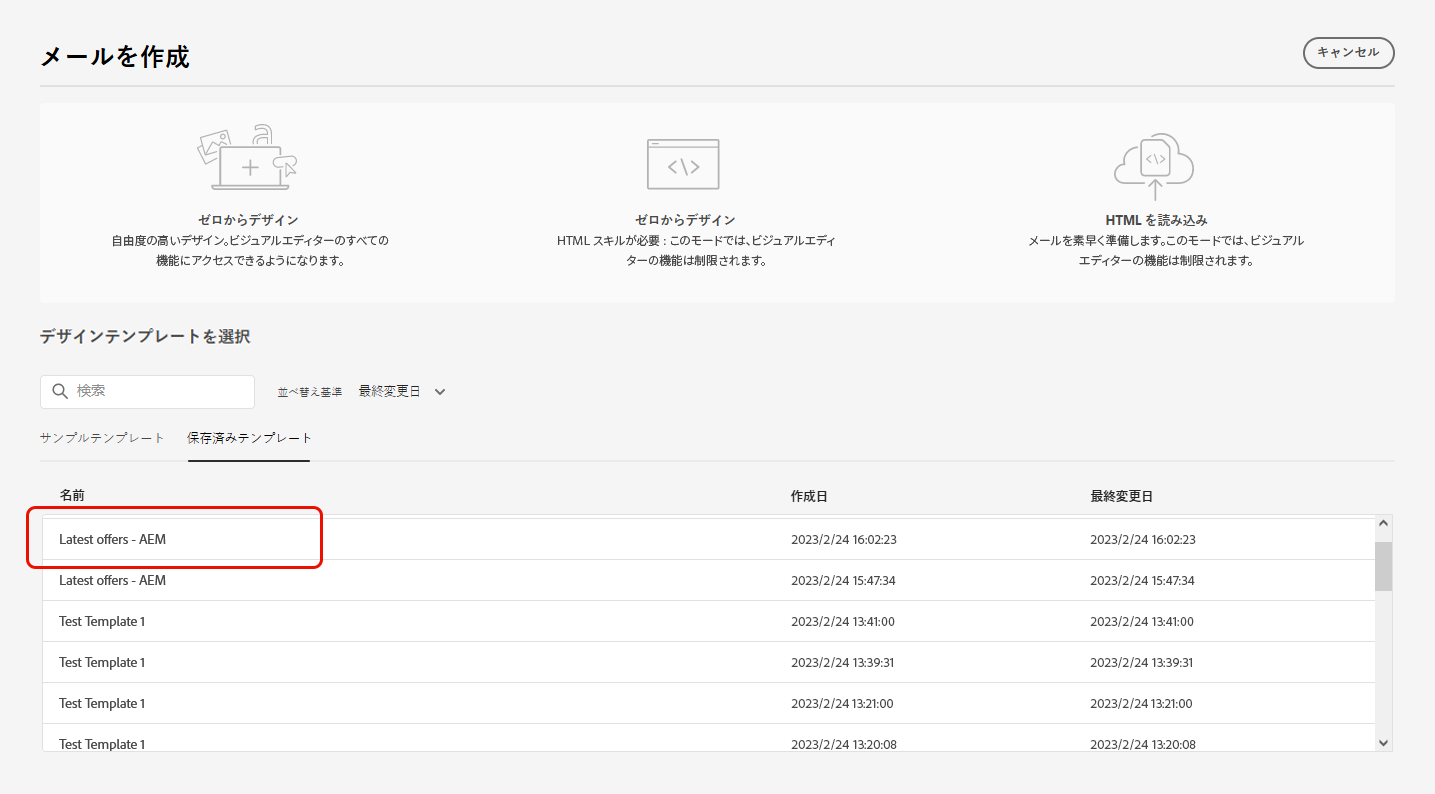 メールを作成
キャンセル
ゼロからデザイン
自由度の高いデザイン。ビジュアルエディターのすべての
機能にアクセスできるようになります。
ゼロからデザイン
HTML スキルが必要 : このモードでは、ビジュアルエディ
ターの機能は制限されます。
HTML を読み込み
メールを素早く準備します。このモードでは、ビジュアル
エディターの機能は制限されます。
デザインテンプレートを選択
検索
並べ替え基準 最終変更日
サンプルテンプレート 保存済みテンプレート
名前 作成日 最終変更日
Latest offers - AEM 2023/2/24 16:02:23 2023/2/24 16:02:23
Latest offers - AEM 2023/2/24 15:47:34 2023/2/24 15:47:34
Test Template 1 2023/2/24 13:41:00 2023/2/24 13:41:00
Test Template 1 2023/2/24 13:39:31 2023/2/24 13:39:31
Test Template 1 2023/2/24 13:21:00 2023/2/24 13:21:00
Test Template 1 2023/2/24 13:20:08 2023/2/24 13:20:08